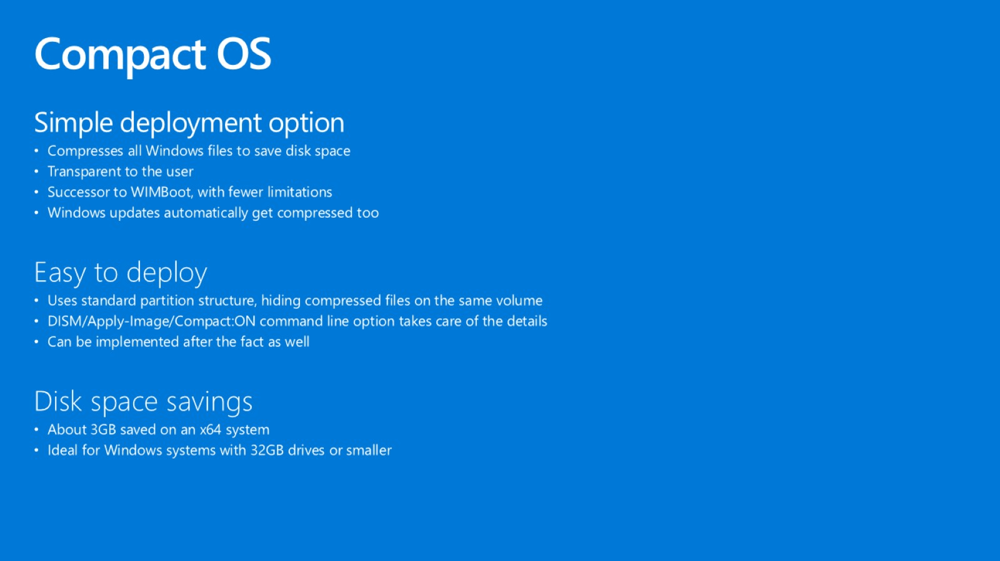 Compact OS
Simple deployment option
• Compresses all Windows files to save disk space
• Transparent to the user
• Successor to WIMBoot, with fewer limitations
• Windows updates automatically get compressed too
Easy to deploy
• Uses standard partition structure, hiding compressed files on the same volume
• DISM/Apply-Image/Compact:ON command line option takes care of the details
• Can be implemented after the fact as well
Disk space savings
• About 3GB saved on an x64 system
• Ideal for Windows systems with 32GB drives or smaller